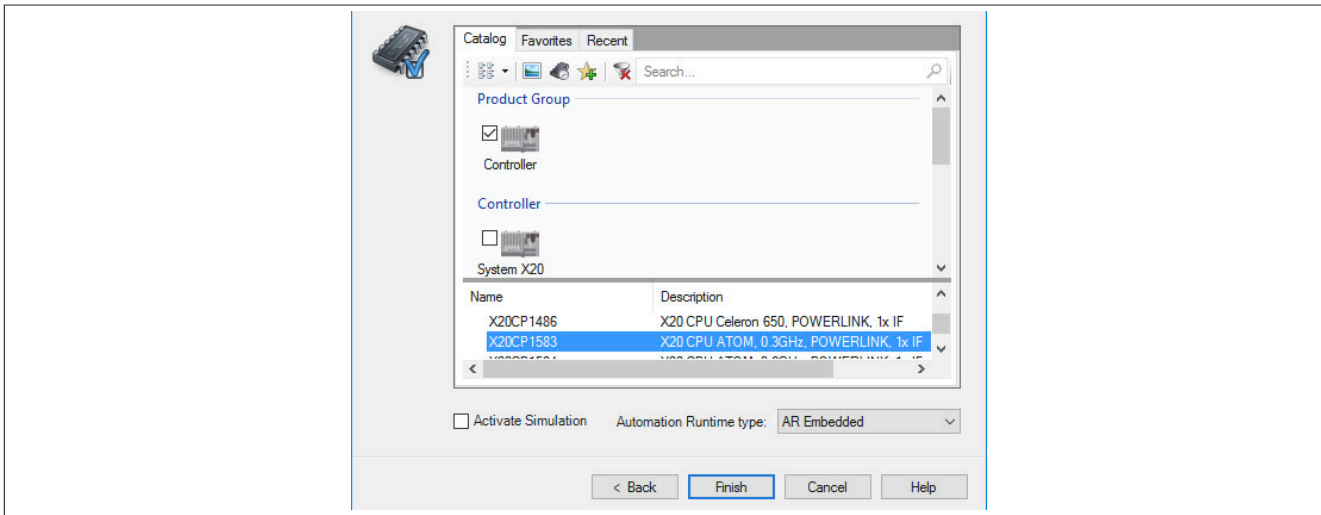 Catalog Favorites Recent
Search...
Product Group
Controller
Controller
System X20
Name Description
X20CP1486 X20 CPU Celeron 650, POWERLINK, 1x IF
X20CP1583 X20 CPU ATOM, 0.3GHz, POWERLINK, 1x IF
Activate Simulation Automation Runtime type: AR Embedded
< Back Finish Cancel Help